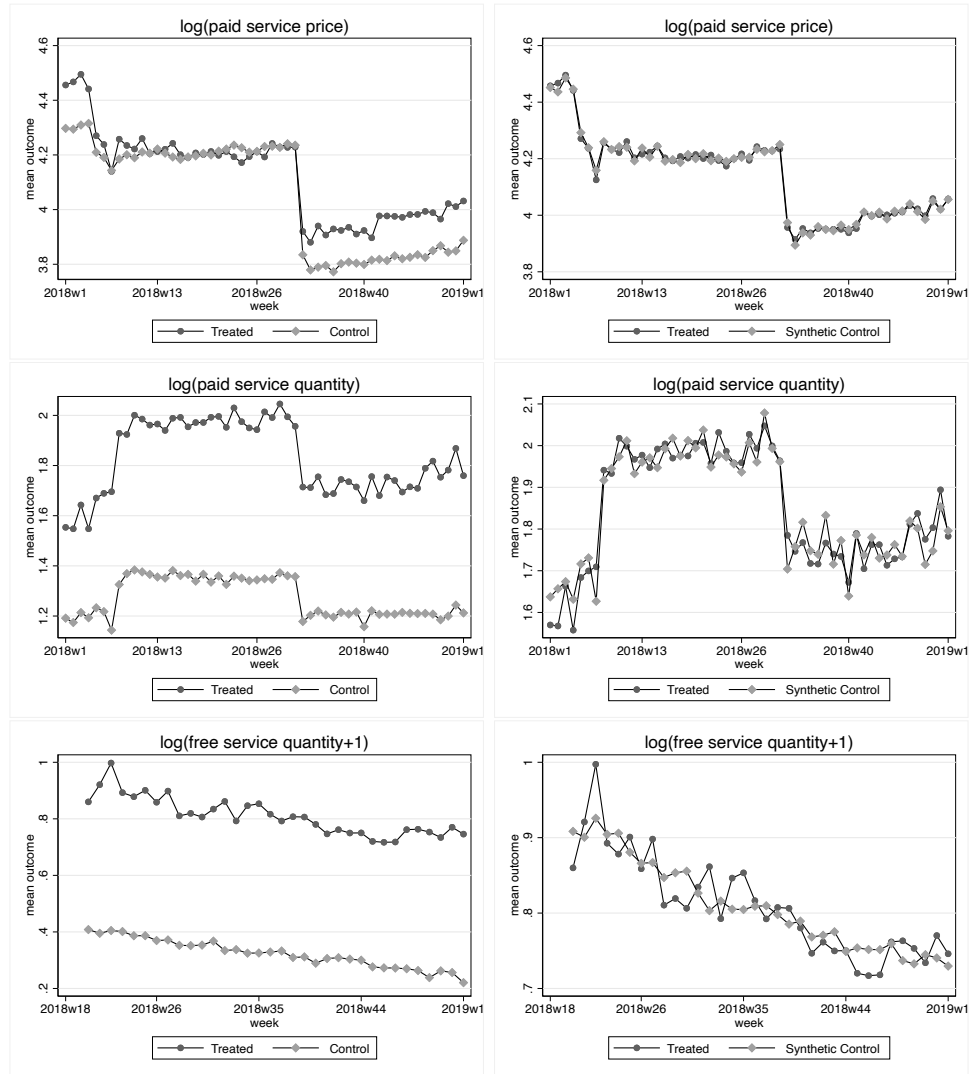 log(paid service price)
4.6
4.4
4.2
4
3.8
mean outcome
2018w1
2018w13
2018w26
2018w40
2019w1
week
Treated
Control
log(paid service price)
4.6
4.4
4.2
4
3.8
mean outcome
2018w1
2018w13
2018w26
2018w40
2019w1
week
Treated
Synthetic Control
log(paid service quantity)
2
1.8
1.6
1.4
1.2
mean outcome
2018w1
2018w13
2018w26
2018w40
2019w1
week
Treated
Control
log(paid service quantity)
2.1
2
1.9
1.8
1.7
1.6
mean outcome
2018w1
2018w13
2018w26
2018w40
2019w1
week
Treated
Synthetic Control
log(free service quantity+1)
1
.8
.6
.4
.2
mean outcome
2018w18
2018w26
2018w35
2018w44
2019w1
week
Treated
Control
log(free service quantity+1)
1
.9
.8
.7
mean outcome
2018w18
2018w26
2018w35
2018w44
2019w1
week
Treated
Synthetic Control